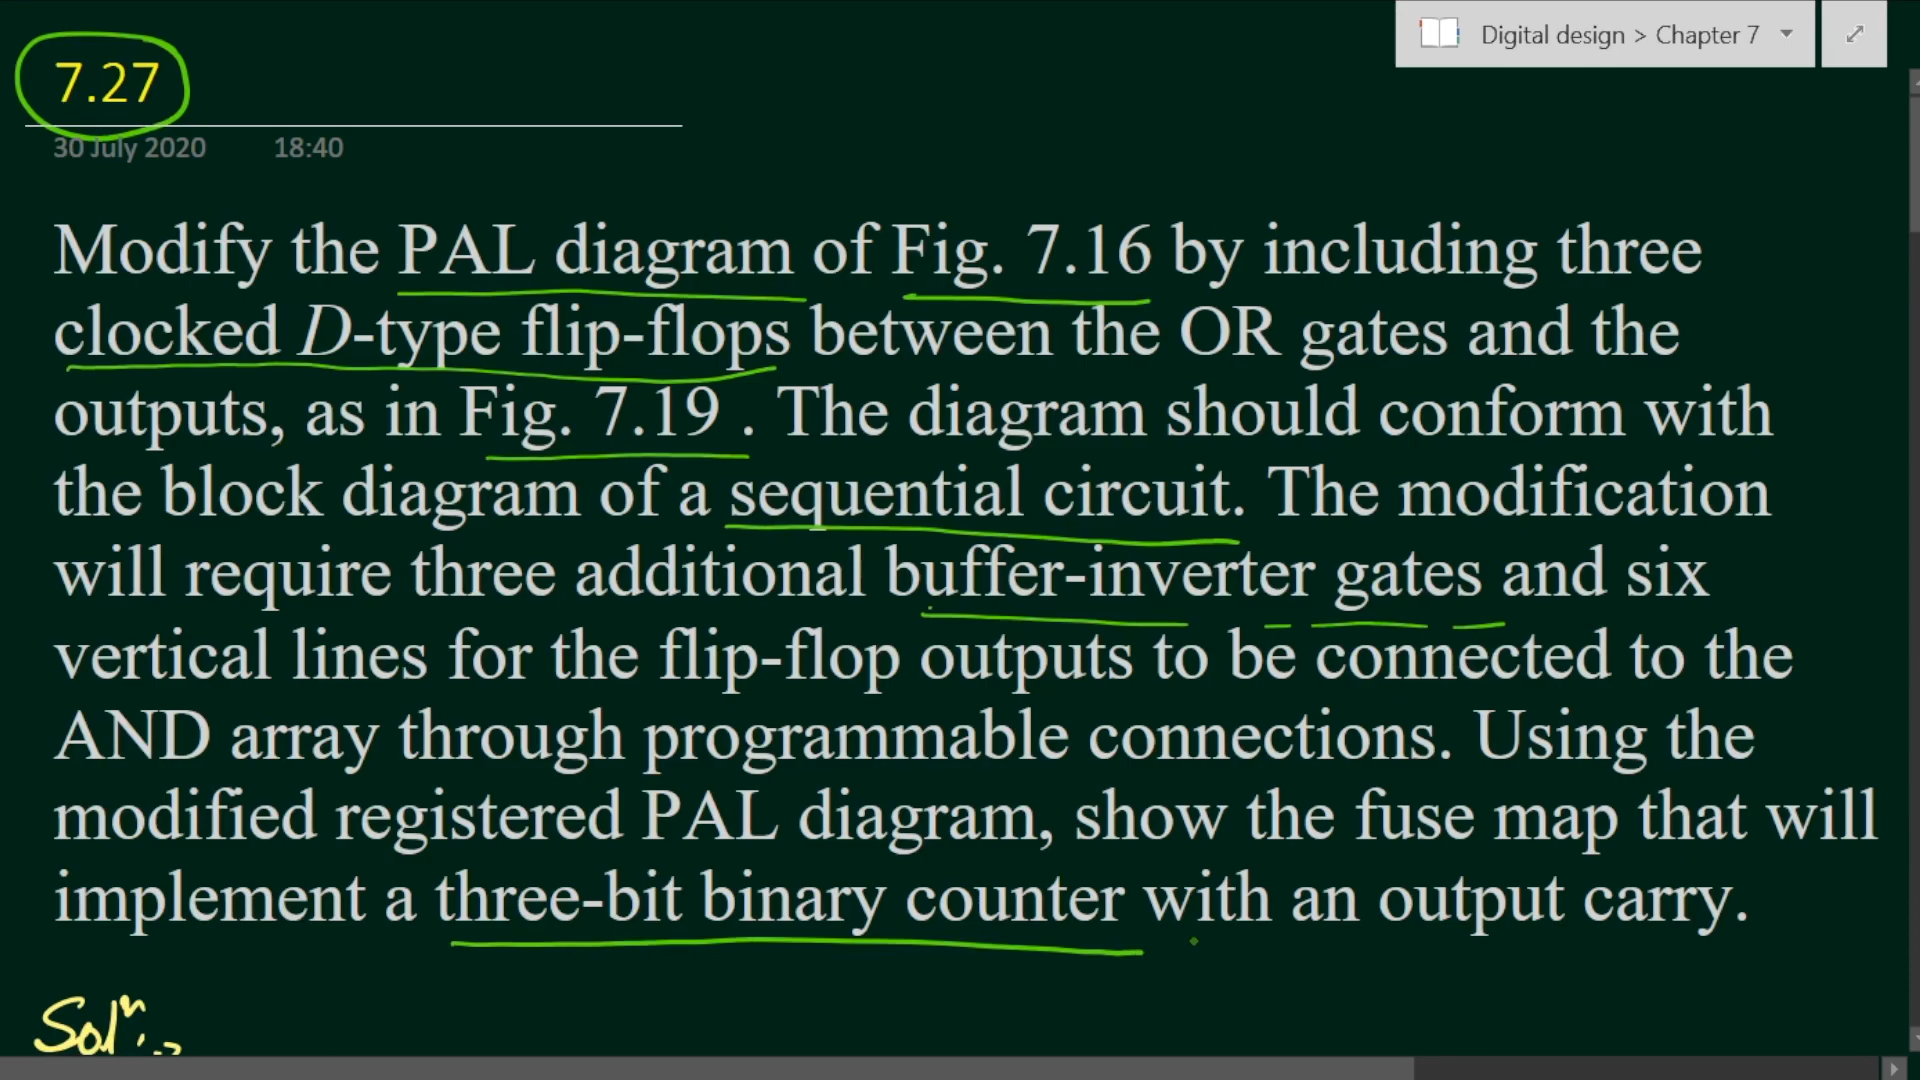 Digital design > Chapter 7
7.27
30 July 2020 18:40
Modify the PAL diagram of Fig. 7.16 by including three
clocked D-type flip-flops between the OR gates and the
outputs, as in Fig. 7.19 . The diagram should conform with
the block diagram of a sequential circuit. The modification
will require three additional buffer-inverter gates and six
vertical lines for the flip-flop outputs to be connected to the
AND array through programmable connections. Using the
modified registered PAL diagram, show the fuse map that will
implement a three-bit binary counter with an output carry.
Solⁿ: